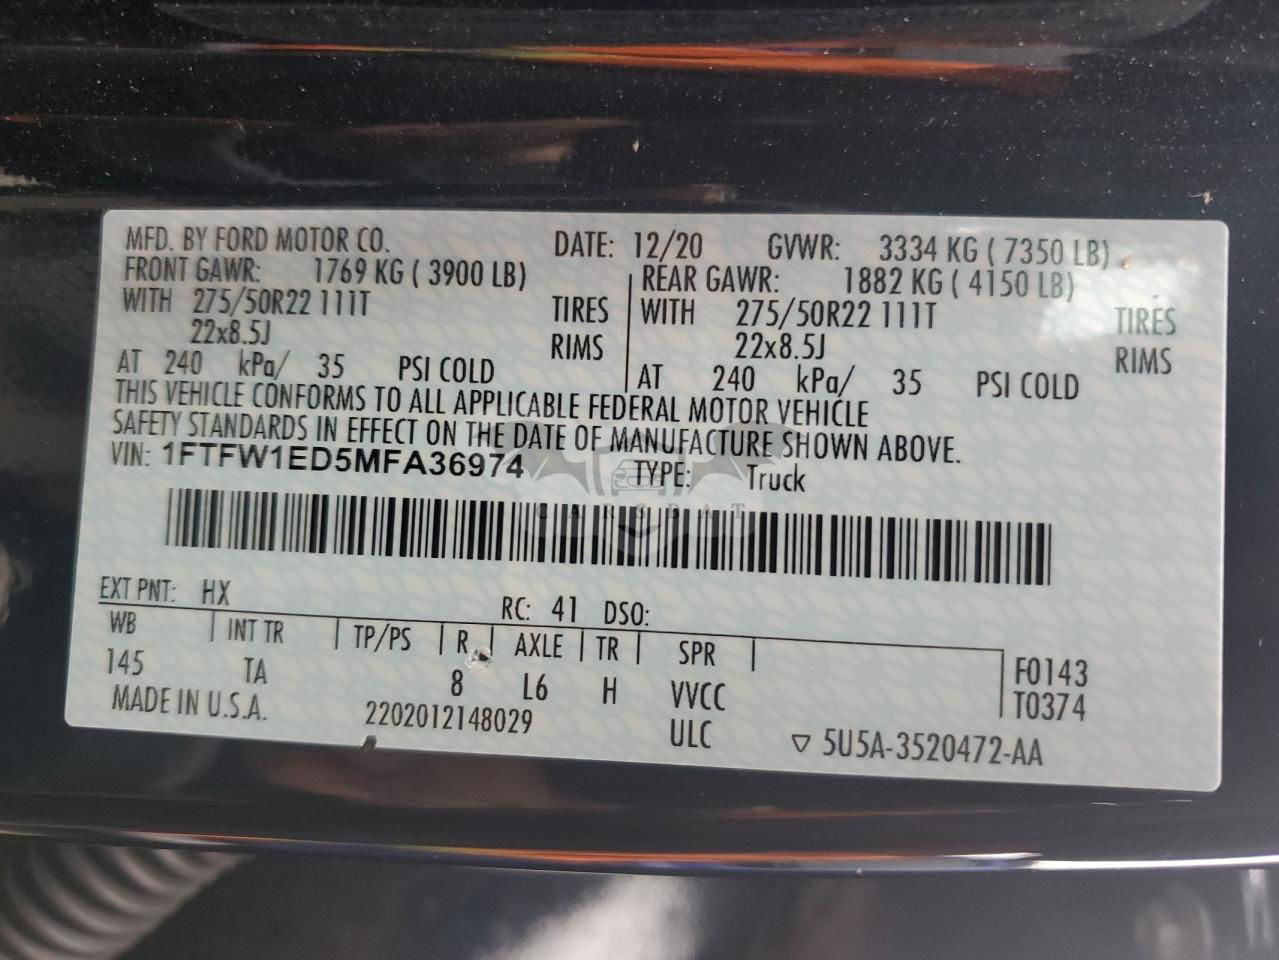 MFD. BY FORD MOTOR CO. DATE: 12/20 GVWR: 3334 KG ( 7350 LB)
FRONT GAWR: 1769 KG ( 3900 LB) REAR GAWR: 1882 KG ( 4150 LB)
WITH 275/50R22 111T TIRES WITH 275/50R22 111T TIRES
22x8.5J RIMS 22x8.5J RIMS
AT 240 kPa/ 35 PSI COLD AT 240 kPa/ 35 PSI COLD
THIS VEHICLE CONFORMS TO ALL APPLICABLE FEDERAL MOTOR VEHICLE
SAFETY STANDARDS IN EFFECT ON THE DATE OF MANUFACTURE SHOWN ABOVE.
VIN: 1FTFW1ED5MFA36974 TYPE: Truck
CARSBAT
EXT PNT: HX RC: 41 DSO:
WB INT TR TP/PS R AXLE TR SPR F0143
145 TA 8 L6 H VVCC T0374
MADE IN U.S.A. 2202012148029 ULC ▽ 5U5A-3520472-AA